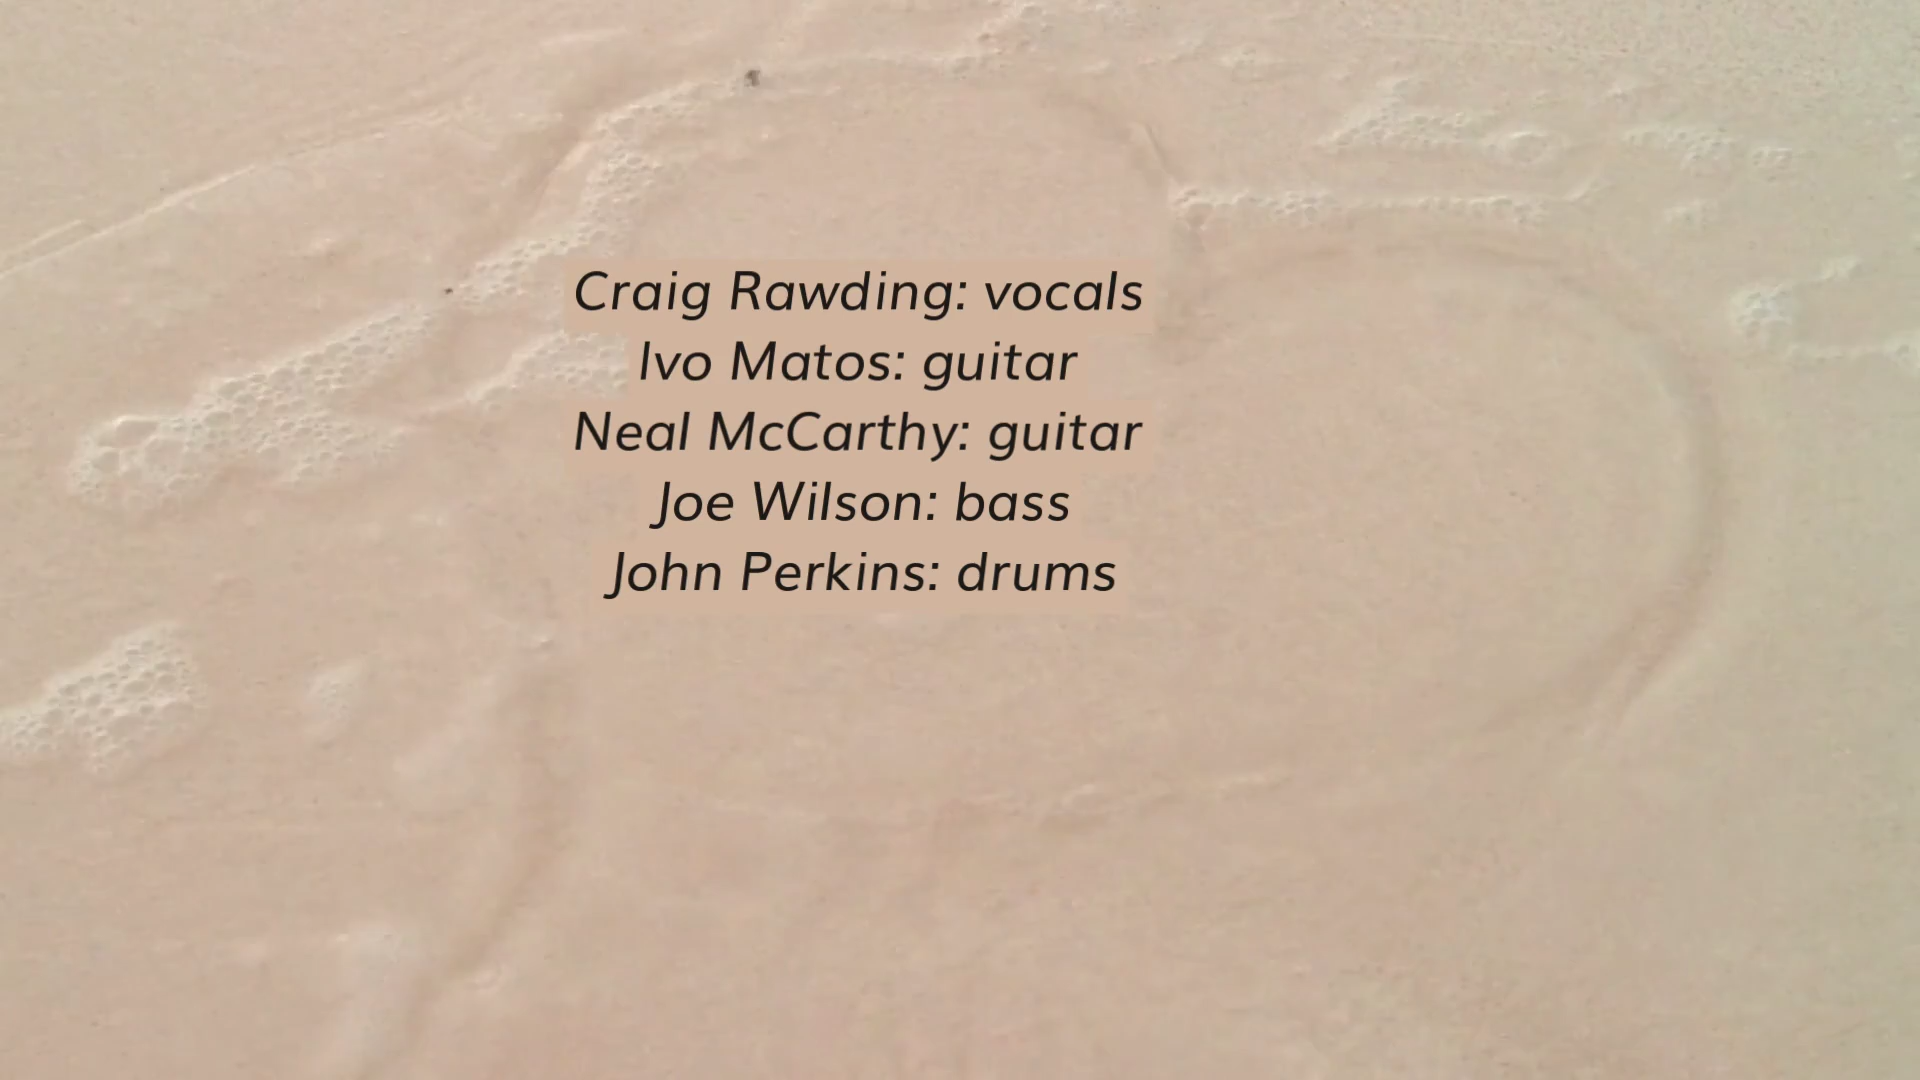 Craig Rawding: vocals
Ivo Matos: guitar
Neal McCarthy: guitar
Joe Wilson: bass
John Perkins: drums